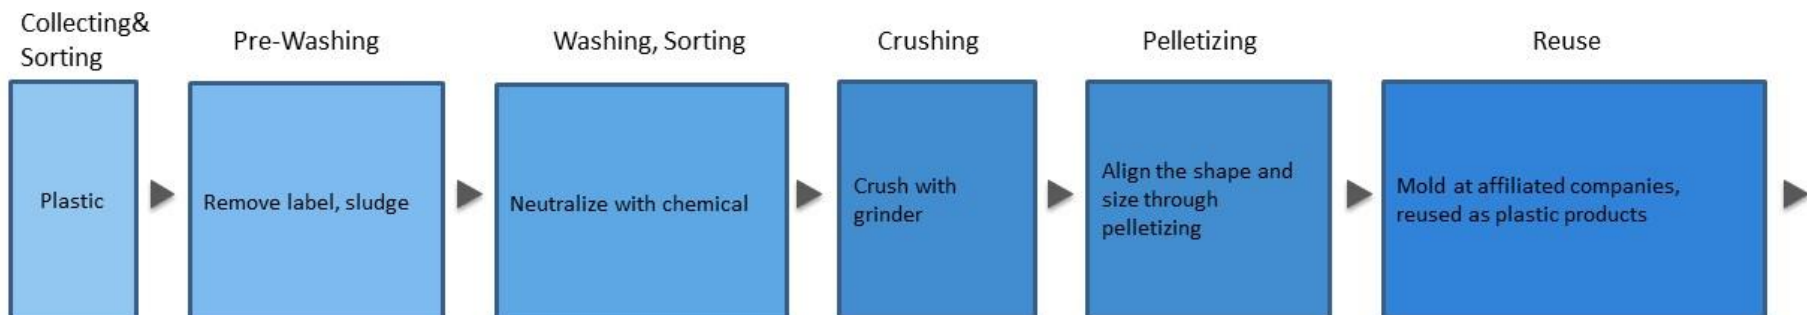 Collecting&
Sorting
Pre-Washing
Washing, Sorting
Crushing
Pelletizing
Reuse
Plastic
Remove label, sludge
Neutralize with chemical
Crush with
grinder
Align the shape and
size through
pelletizing
Mold at affiliated companies,
reused as plastic products